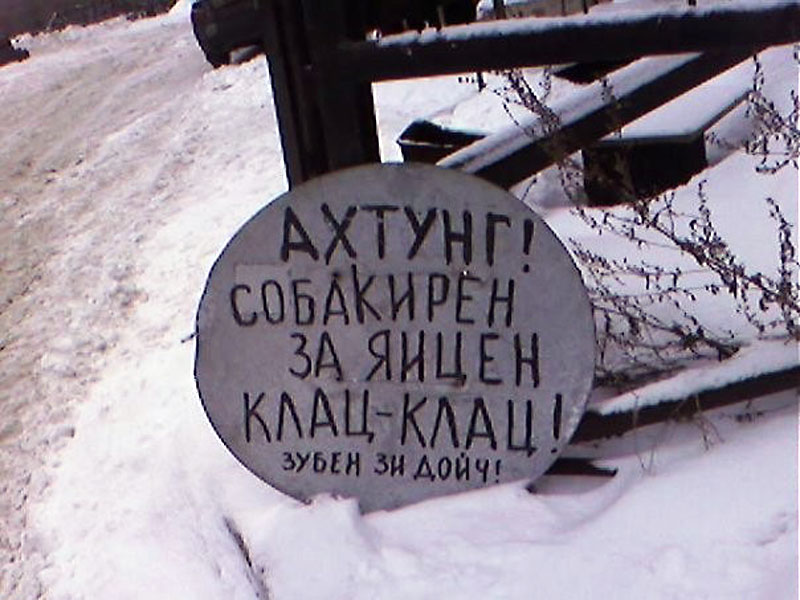 АХТУНГ!
СОБАКИРЕН
ЗА ЯИЦЕН
КЛАЦ-КЛАЦ!
ЗУБЕН ЗИ ДОЙЧ!